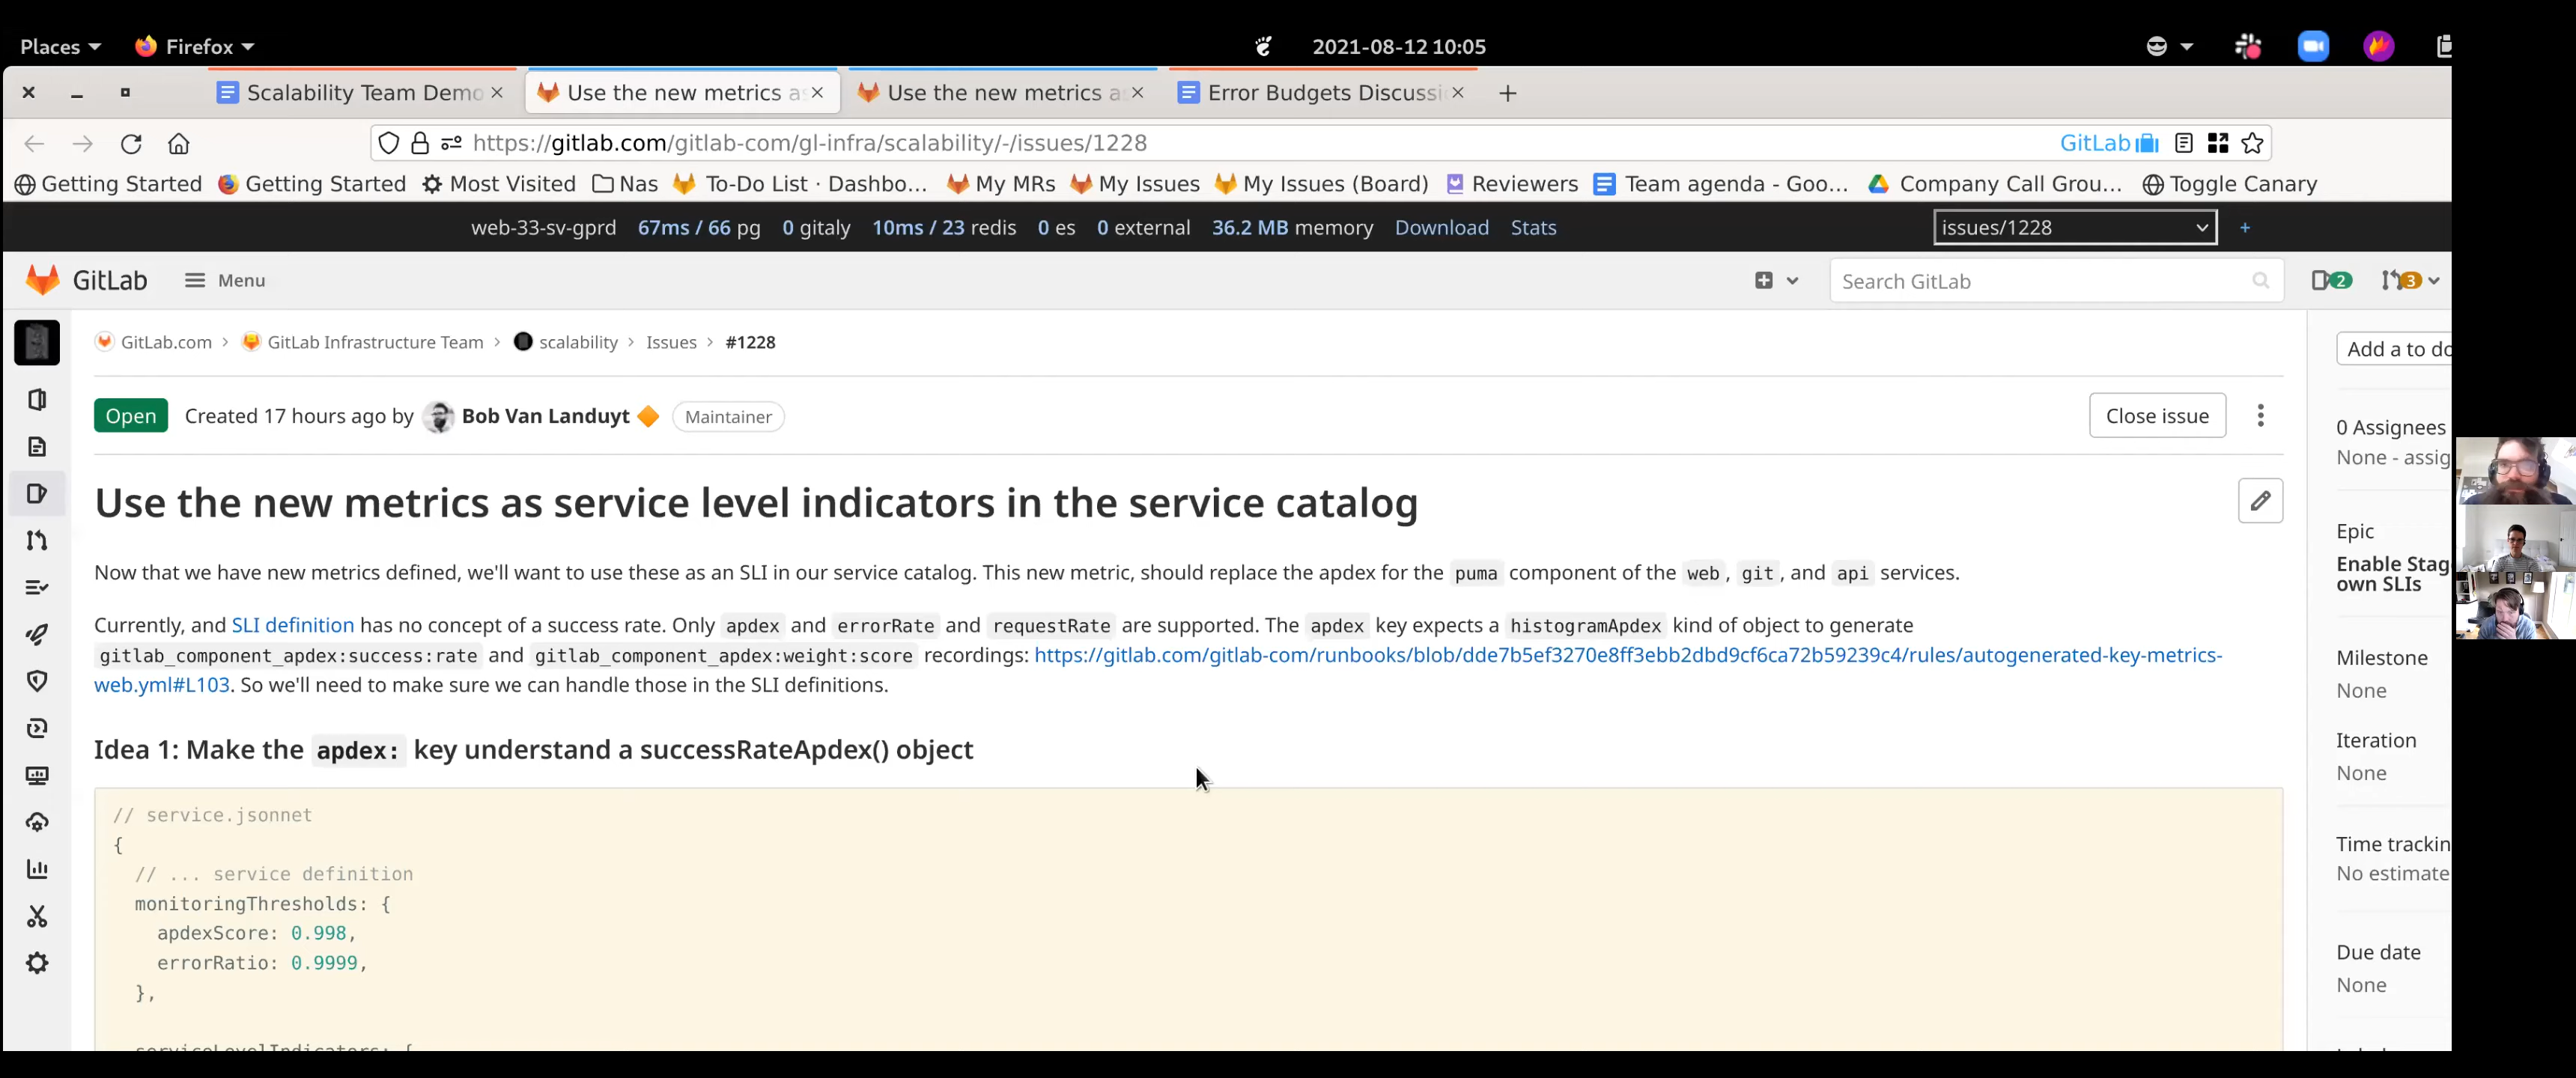 Places Firefox 2021-08-12 10:05
Scalability Team Demo Use the new metrics as Use the new metrics a Error Budgets Discussi
https://gitlab.com/gitlab-com/gl-infra/scalability/-/issues/1228 GitLab
Getting Started Getting Started Most Visited Nas To-Do List · Dashbo... My MRs My Issues My Issues (Board) Reviewers Team agenda - Goo... Company Call Grou... Toggle Canary
web-33-sv-gprd 67ms / 66 pg 0 gitaly 10ms / 23 redis 0 es 0 external 36.2 MB memory Download Stats issues/1228 +
GitLab Menu Search GitLab 2 3
GitLab.com › GitLab Infrastructure Team › scalability › Issues › #1228
Add a to do
Open Created 17 hours ago by Bob Van Landuyt Maintainer Close issue
0 Assignees
None - assig
Use the new metrics as service level indicators in the service catalog
Epic
Enable Stag
own SLIs
Now that we have new metrics defined, we'll want to use these as an SLI in our service catalog. This new metric, should replace the apdex for the puma component of the web, git, and api services.
Currently, and SLI definition has no concept of a success rate. Only apdex and errorRate and requestRate are supported. The apdex key expects a histogramApdex kind of object to generate
gitlab_component_apdex:success:rate and gitlab_component_apdex:weight:score recordings: https://gitlab.com/gitlab-com/runbooks/blob/dde7b5ef3270e8ff3ebb2dbd9cf6ca72b59239c4/rules/autogenerated-key-metrics-
web.yml#L103. So we'll need to make sure we can handle those in the SLI definitions.
Milestone
None
Idea 1: Make the apdex: key understand a successRateApdex() object
Iteration
None
// service.jsonnet
{
// ... service definition
monitoringThresholds: {
apdexScore: 0.998,
errorRatio: 0.9999,
},
serviceLevelIndicators: {
Time trackin
No estimate
Due date
None